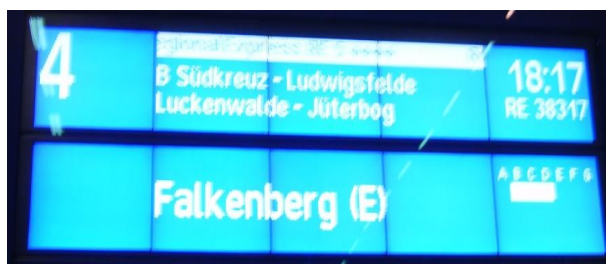 4
18:17
B Südkreuz - Ludwigsfelde
RE 38317
Luckenwalde - Jüterbog
Falkenberg (E)
A B C D E F G